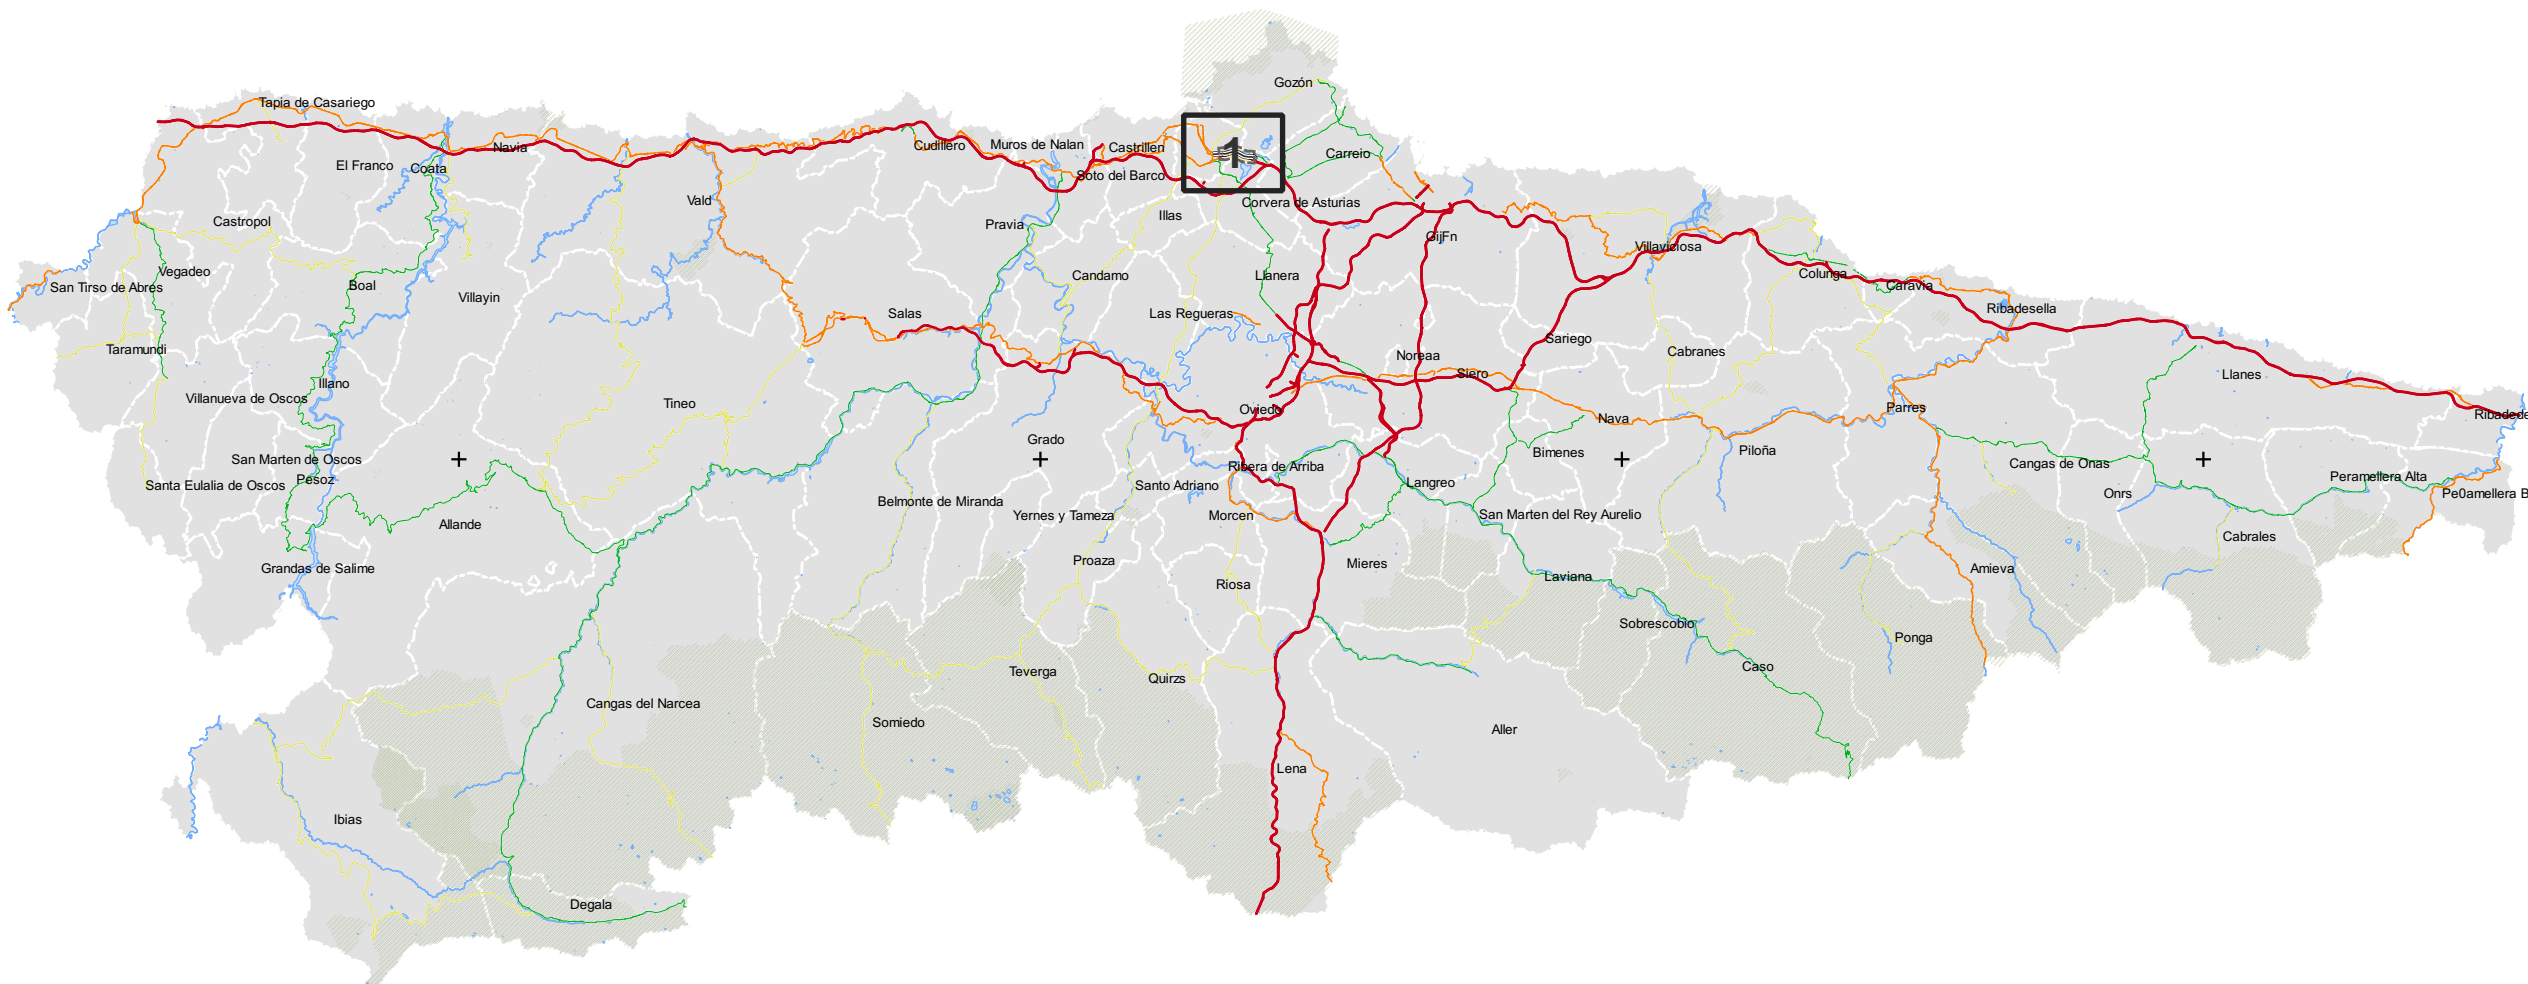 Gozón
Tapia de Casariego
Navia
Cudillero
Muros de Nalan
Castrillen
1
Carreio
El Franco
Coata
Soto del Barco
Vald
Corvera de Asturias
Illas
Castropol
Pravia
GijFn
Villaviciosa
Vegadeo
San Tirso de Abres
Boal
Villayin
Candamo
Llanera
Colunga
Caravia
Ribadesella
Salas
Las Regueras
Sariego
Cabranes
Taramundi
Noreaa
Siero
Llanes
Illano
Villanueva de Oscos
Tineo
Oviedo
Nava
Parres
Ribadede
Grado
Piloña
Bimenes
San Marten de Oscos
Pesoz
Santa Eulalia de Oscos
Ribera de Arriba
Cangas de Onas
Santo Adriano
Langreo
Peramellera Alta
Onrs
Pe0amellera B
Belmonte de Miranda
Yernes y Tameza
Morcen
San Marten del Rey Aurelio
Allande
Cabrales
Grandas de Salime
Proaza
Mieres
Amieva
Riosa
Laviana
Sobrescobio
Ponga
Teverga
Quirzs
Caso
Cangas del Narcea
Somiedo
Aller
Lena
Ibias
Degala